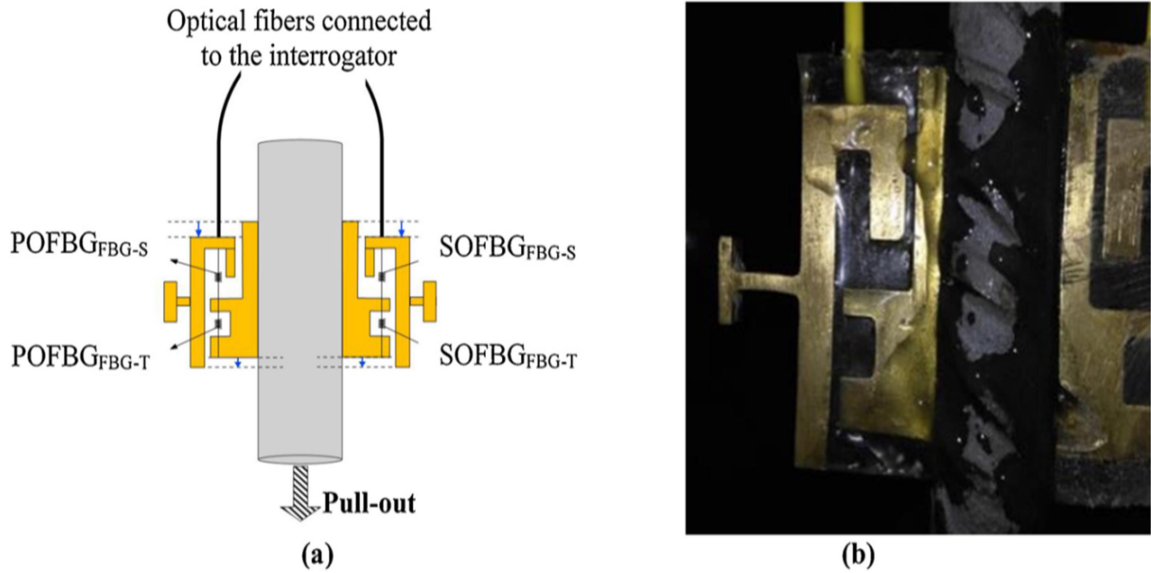 Optical fibers connected
to the interrogator
POFBGFBG-S
SOFBGFBG-S
POFBGFBG-T
SOFBGFBG-T
Pull-out
(a)
(b)